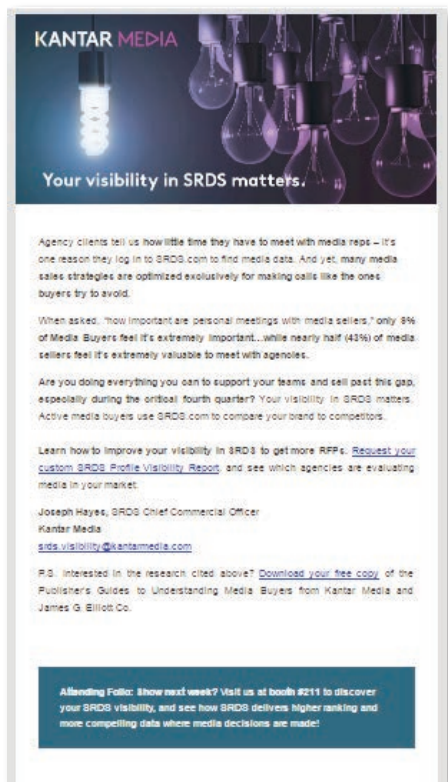 KANTAR MEDIA
Your visibility in SRDS matters.
Agency clients tell us how little time they have to meet with media reps – it's
one reason they log in to SRDS.com to find media data. And yet, many media
sales strategies are optimized exclusively for making calls like the ones
buyers try to avoid.
When asked, "how important are personal meetings with media sellers," only
of Media Buyers feel it's extremely important...while nearly half (43%) of media
sellers feel it's extremely valuable to meet with agencies.
Are you doing everything you can to support your teams and sell past this gap,
especially during the critical fourth quarter? Your visibility in SRDS matters.
Active media buyers use SRDS.com to compare your brand to competitors.
Learn how to improve your visibility in SRDS to get more RFPs. Request your
custom SRDS Profile Visibility Report, and see which agencies are evaluating
media in your market.
Joseph Hayes, SRDS Chief Commercial Officer
Kantar Media
srds.visibility@kantarmedia.com
P.S. Interested in the research cited above? Download your free copy of the
Publisher's Guides to Understanding Media Buyers from Kantar Media and
James G. Elliott Co.
Attending Folio: Show next week? Visit us at booth #211 to discover
your SRDS visibility, and see how SRDS delivers higher ranking and
more compelling data where media decisions are made!